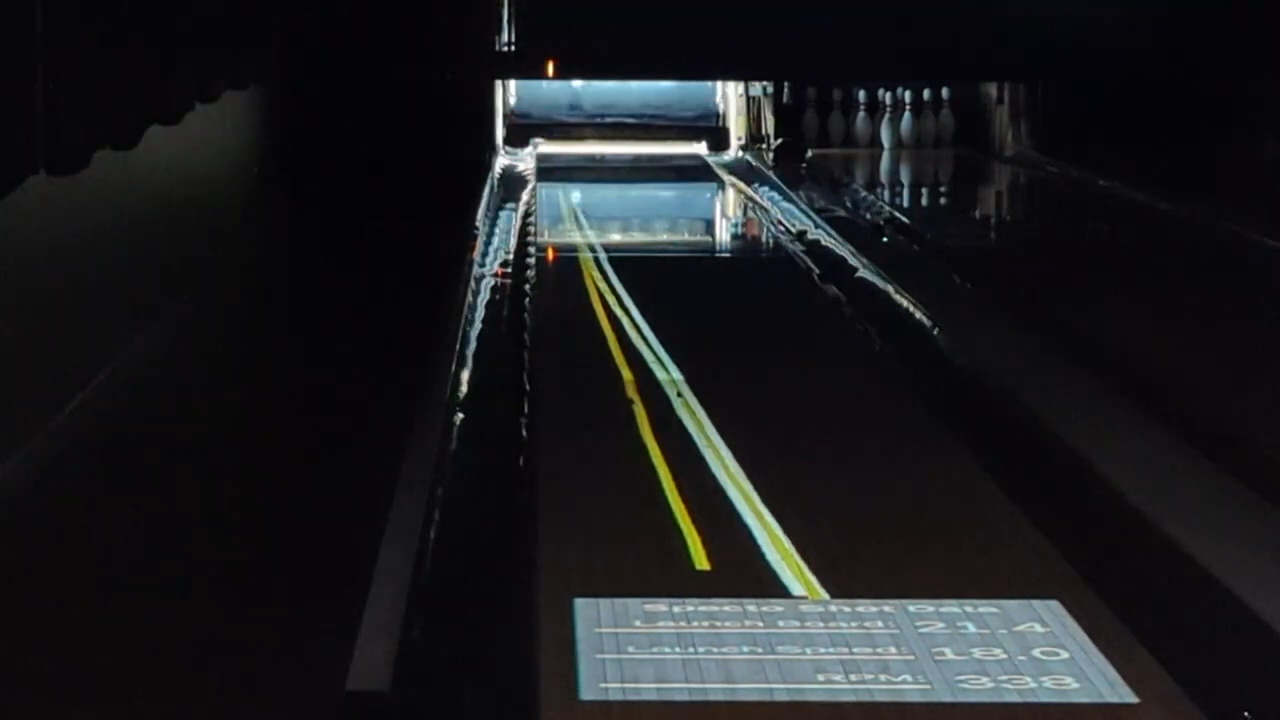 Specto Shot Data
Launch Board: 21.4
Launch Speed: 18.0
RPM: 338